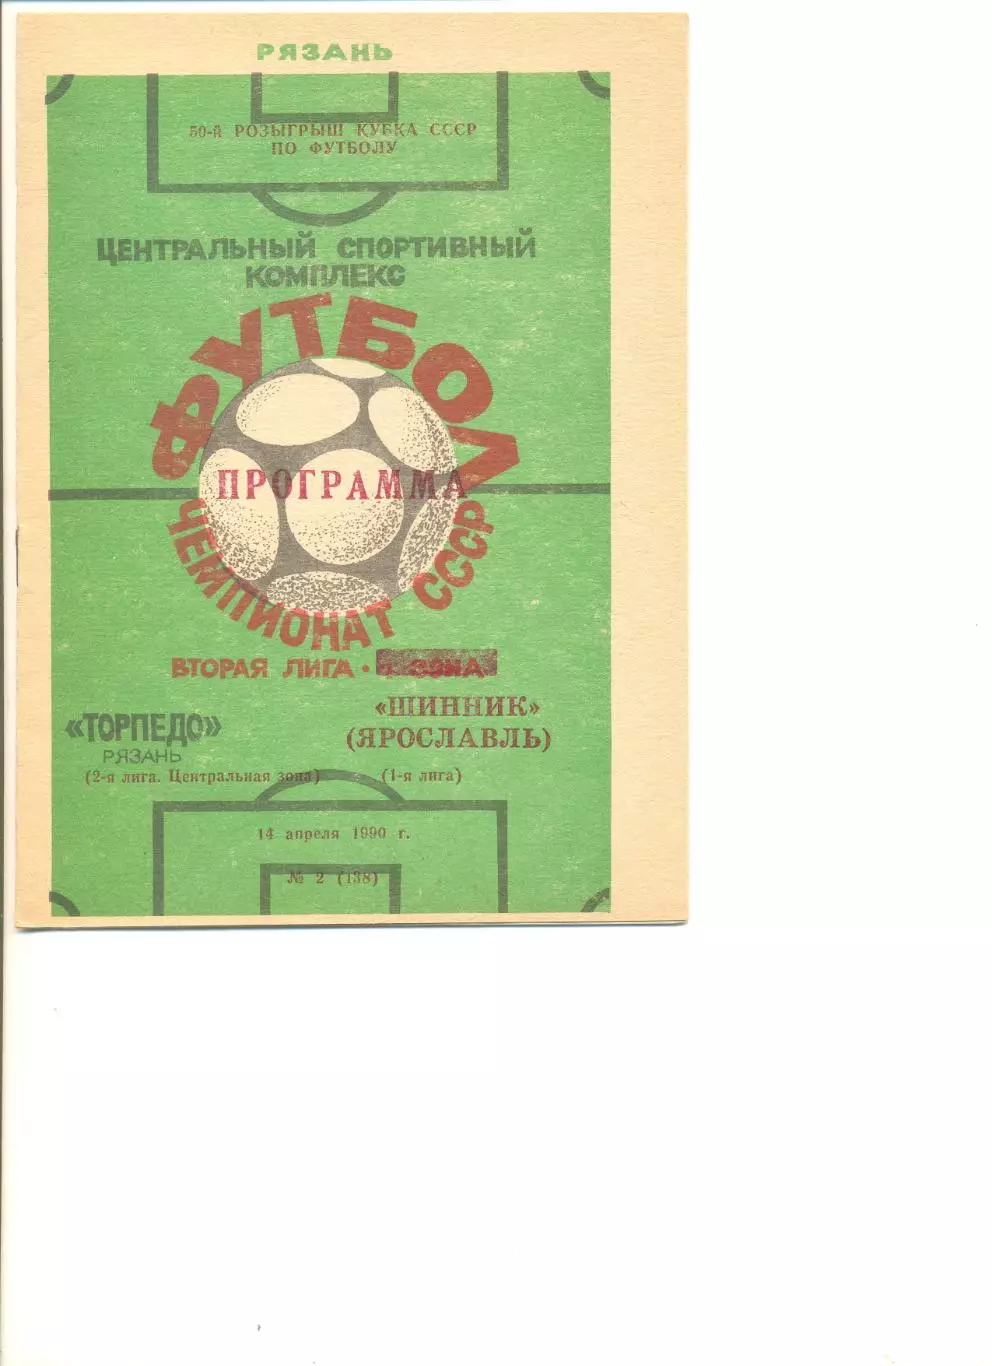 РЯЗАНЬ
50-й РОЗЫГРЫШ КУБКА СССР
ПО ФУТБОЛУ
ЦЕНТРАЛЬНЫЙ СПОРТИВНЫЙ
КОМПЛЕКС
ФУТБОЛ
ПРОГРАММА
ЧЕМПИОНАТ СССР
ВТОРАЯ ЛИГА • ЗОНА
«ТОРПЕДО»
РЯЗАНЬ
(2-я лига. Центральная зона)
«ШИННИК»
(ЯРОСЛАВЛЬ)
(1-я лига)
14 апреля 1990 г.
№ 2 (138)